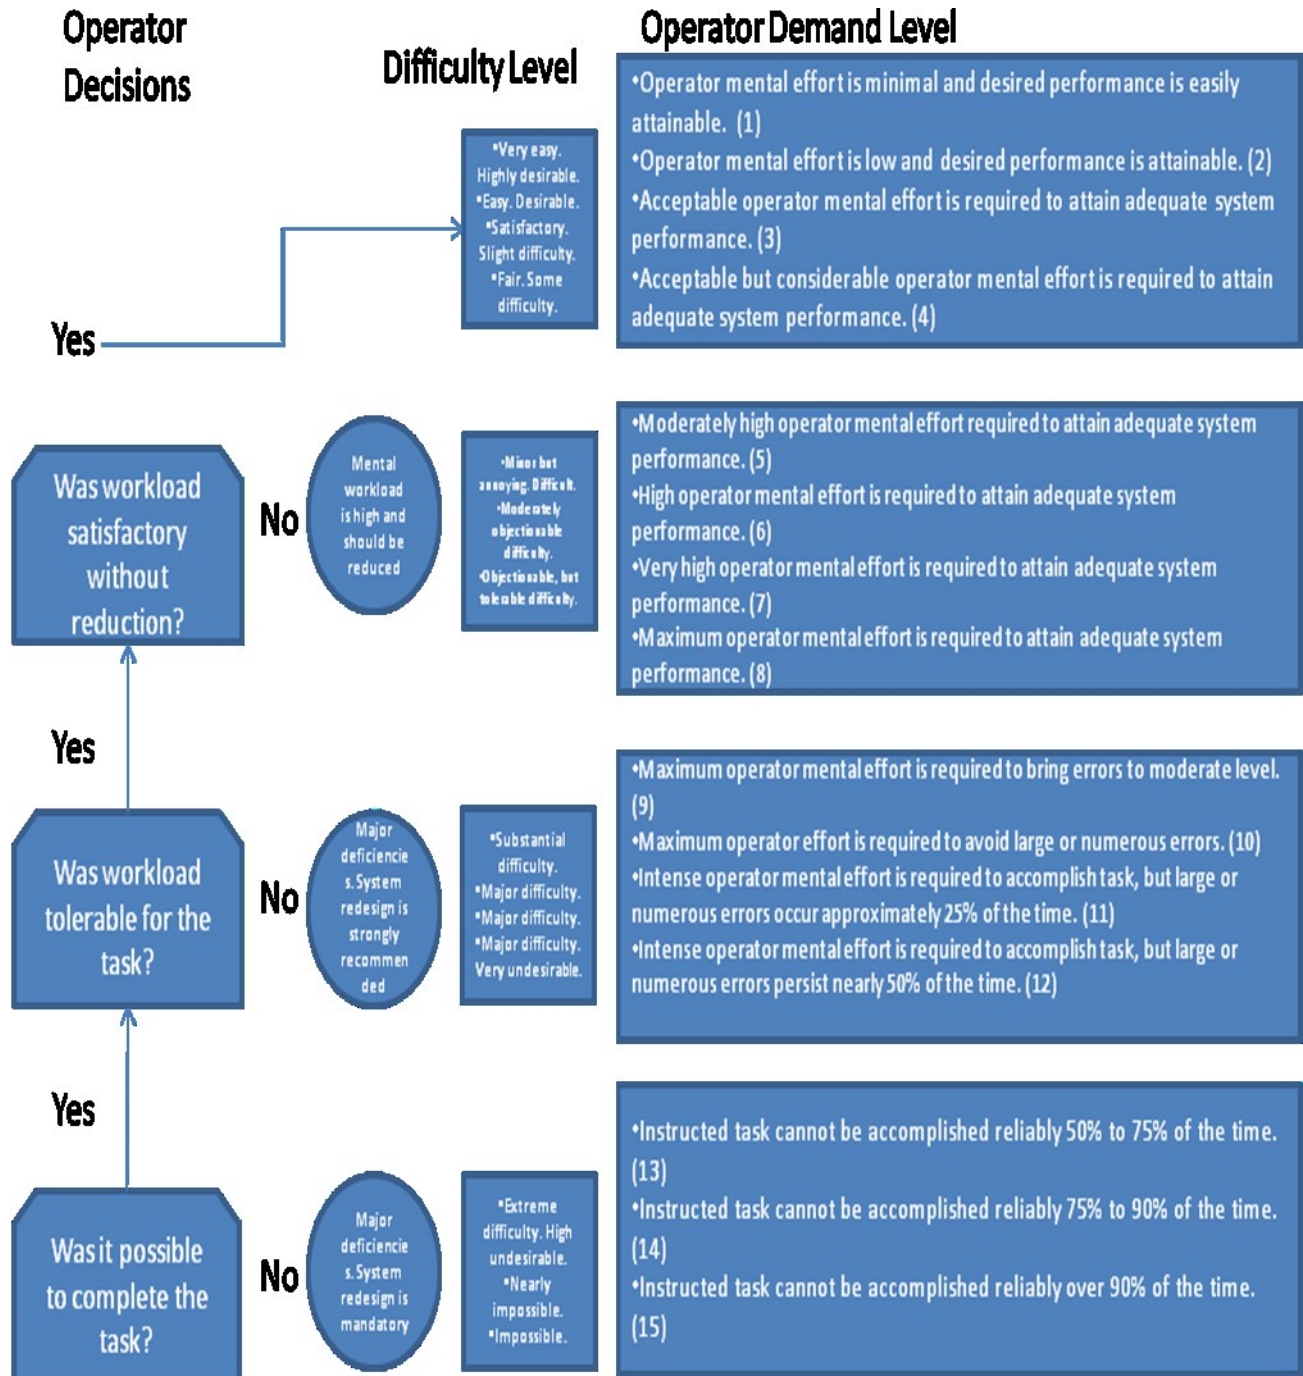 Operator
Decisions
Difficulty Level
Operator Demand Level
•Very easy.
Highly desirable.
•Easy. Desirable.
•Satisfactory.
Slight difficulty.
•Fair. Some
difficulty.
•Operator mental effort is minimal and desired performance is easily
attainable. (1)
•Operator mental effort is low and desired performance is attainable. (2)
•Acceptable operator mental effort is required to attain adequate system
performance. (3)
•Acceptable but considerable operator mental effort is required to attain
adequate system performance. (4)
Yes
Was workload
satisfactory
without
reduction?
No
Mental
workload
is high and
should be
reduced
•Minor but
annoying. Difficult.
•Moderately
objectionable
difficulty.
•Objectionable, but
tolerable difficulty.
•Moderately high operator mental effort required to attain adequate system
performance. (5)
•High operator mental effort is required to attain adequate system
performance. (6)
•Very high operator mental effort is required to attain adequate system
performance. (7)
•Maximum operator mental effort is required to attain adequate system
performance. (8)
Yes
Was workload
tolerable for the
task?
No
Major
deficiencie
s. System
redesign is
strongly
recommen
ded
•Substantial
difficulty.
•Major difficulty.
•Major difficulty.
•Major difficulty.
Very undesirable.
•Maximum operator mental effort is required to bring errors to moderate level.
(9)
•Maximum operator effort is required to avoid large or numerous errors. (10)
•Intense operator mental effort is required to accomplish task, but large or
numerous errors occur approximately 25% of the time. (11)
•Intense operator mental effort is required to accomplish task, but large or
numerous errors persist nearly 50% of the time. (12)
Yes
Was it possible
to complete the
task?
No
Major
deficiencie
s. System
redesign is
mandatory
•Extreme
difficulty. High
undesirable.
•Nearly
impossible.
•Impossible.
•Instructed task cannot be accomplished reliably 50% to 75% of the time.
(13)
•Instructed task cannot be accomplished reliably 75% to 90% of the time.
(14)
•Instructed task cannot be accomplished reliably over 90% of the time.
(15)